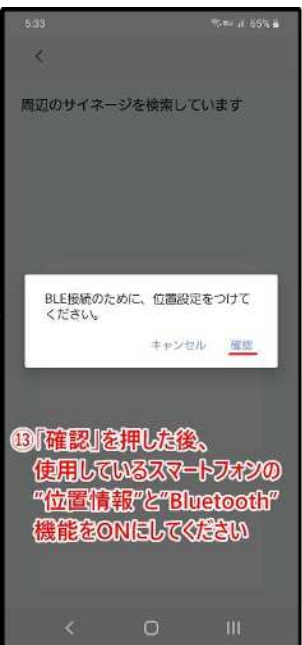 5:33
65%
周辺のサイネージを検索しています
BLE接続のために、位置設定をつけて
ください。
キャンセル 確認
⑬「確認」を押した後、
使用しているスマートフォンの
"位置情報"と"Bluetooth"
機能をONにしてください